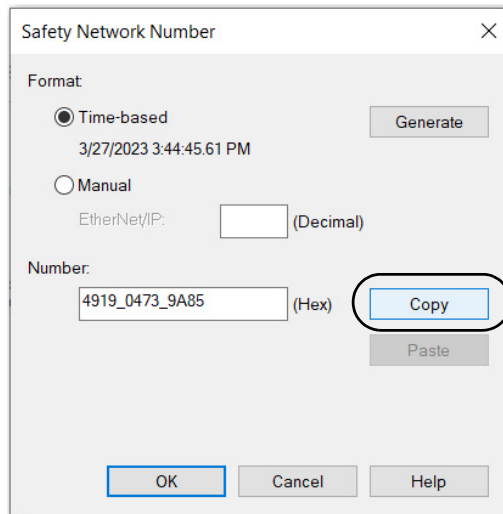 Safety Network Number
Format:
Time-based
Generate
3/27/2023 3:44:45.61 PM
Manual
EtherNet/IP:
(Decimal)
Number:
4919_0473_9A85
(Hex)
Copy
Paste
OK
Cancel
Help